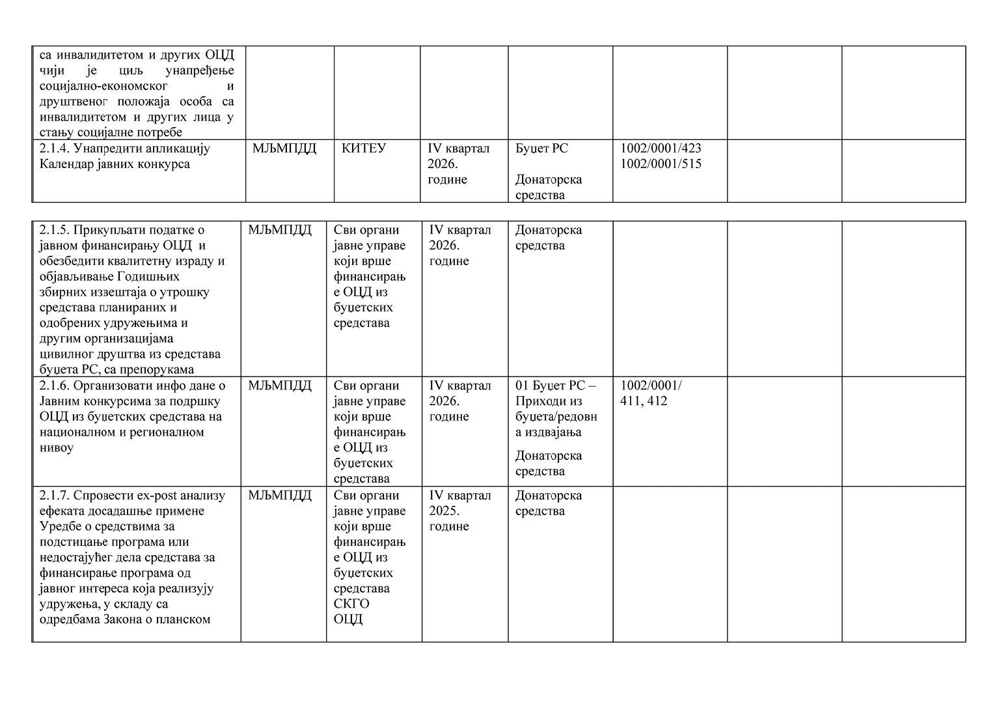 са инвалидитетом и других ОЦД
чији је циљ унапређење
социјално-економског и
друштвеног положаја особа са
инвалидитетом и других лица у
стању социјалне потребе
2.1.4. Унапредити апликацију
Календар јавних конкурса
МЉМПДД
КИТЕУ
IV квартал
2026.
године
Буџет РС
Донаторска
средства
1002/0001/423
1002/0001/515
2.1.5. Прикупљати податке о
јавном финансирању ОЦД и
обезбедити квалитетну израду и
објављивање Годишњих
збирних извештаја о утрошку
средстава планираних и
одобрених удружењима и
другим организацијама
цивилног друштва из средстава
буџета РС, са препорукама
МЉМПДД
Сви органи
јавне управе
који врше
финансирањ
е ОЦД из
буџетских
средстава
IV квартал
2026.
године
Донаторска
средства
2.1.6. Организовати инфо дане о
Јавним конкурсима за подршку
ОЦД из буџетских средстава на
националном и регионалном
нивоу
МЉМПДД
Сви органи
јавне управе
који врше
финансирањ
е ОЦД из
буџетских
средстава
IV квартал
2026.
године
01 Буџет РС –
Приходи из
буџета/редовн
а издвајања
Донаторска
средства
1002/0001/
411, 412
2.1.7. Спровести ex-post анализу
ефеката досадашње примене
Уредбе о средствима за
подстицање програма или
недостајућег дела средстава за
финансирање програма од
јавног интереса која реализују
удружења, у складу са
одредбама Закона о планском
МЉМПДД
Сви органи
јавне управе
који врше
финансирањ
е ОЦД из
буџетских
средстава
СКГО
ОЦД
IV квартал
2025.
године
Донаторска
средства